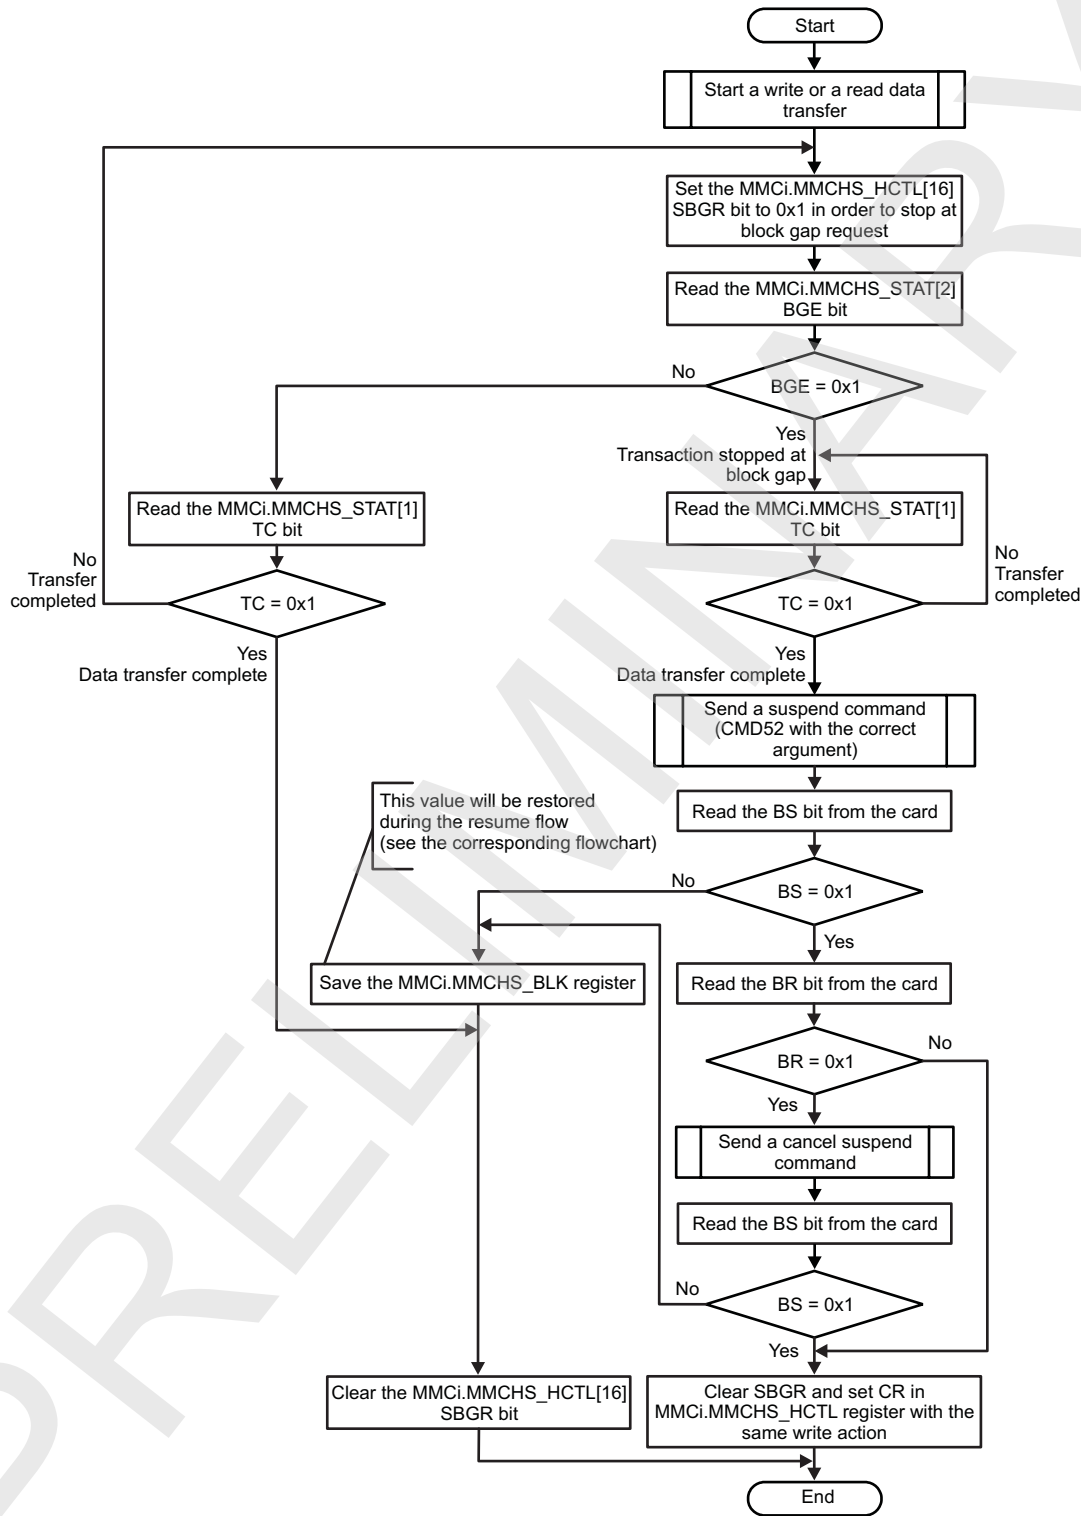 Start
Start a write or a read data
transfer
Set the MMCi.MMCHS_HCTL[16]
SBGR bit to 0x1 in order to stop at
block gap request
Read the MMCi.MMCHS_STAT[2]
BGE bit
No
BGE = 0x1
Yes
Transaction stopped at
block gap
Read the MMCi.MMCHS_STAT[1]
TC bit
Read the MMCi.MMCHS_STAT[1]
TC bit
No
Transfer
completed
TC = 0x1
TC = 0x1
No
Transfer
completed
Yes
Data transfer complete
Yes
Data transfer complete
Send a suspend command
(CMD52 with the correct
argument)
This value will be restored
during the resume flow
(see the corresponding flowchart)
Read the BS bit from the card
No
BS = 0x1
Yes
Save the MMCi.MMCHS_BLK register
Read the BR bit from the card
BR = 0x1
No
Yes
Send a cancel suspend
command
Read the BS bit from the card
No
BS = 0x1
Yes
Clear the MMCi.MMCHS_HCTL[16]
SBGR bit
Clear SBGR and set CR in
MMCi.MMCHS_HCTL register with the
same write action
End
PRELIMINARY